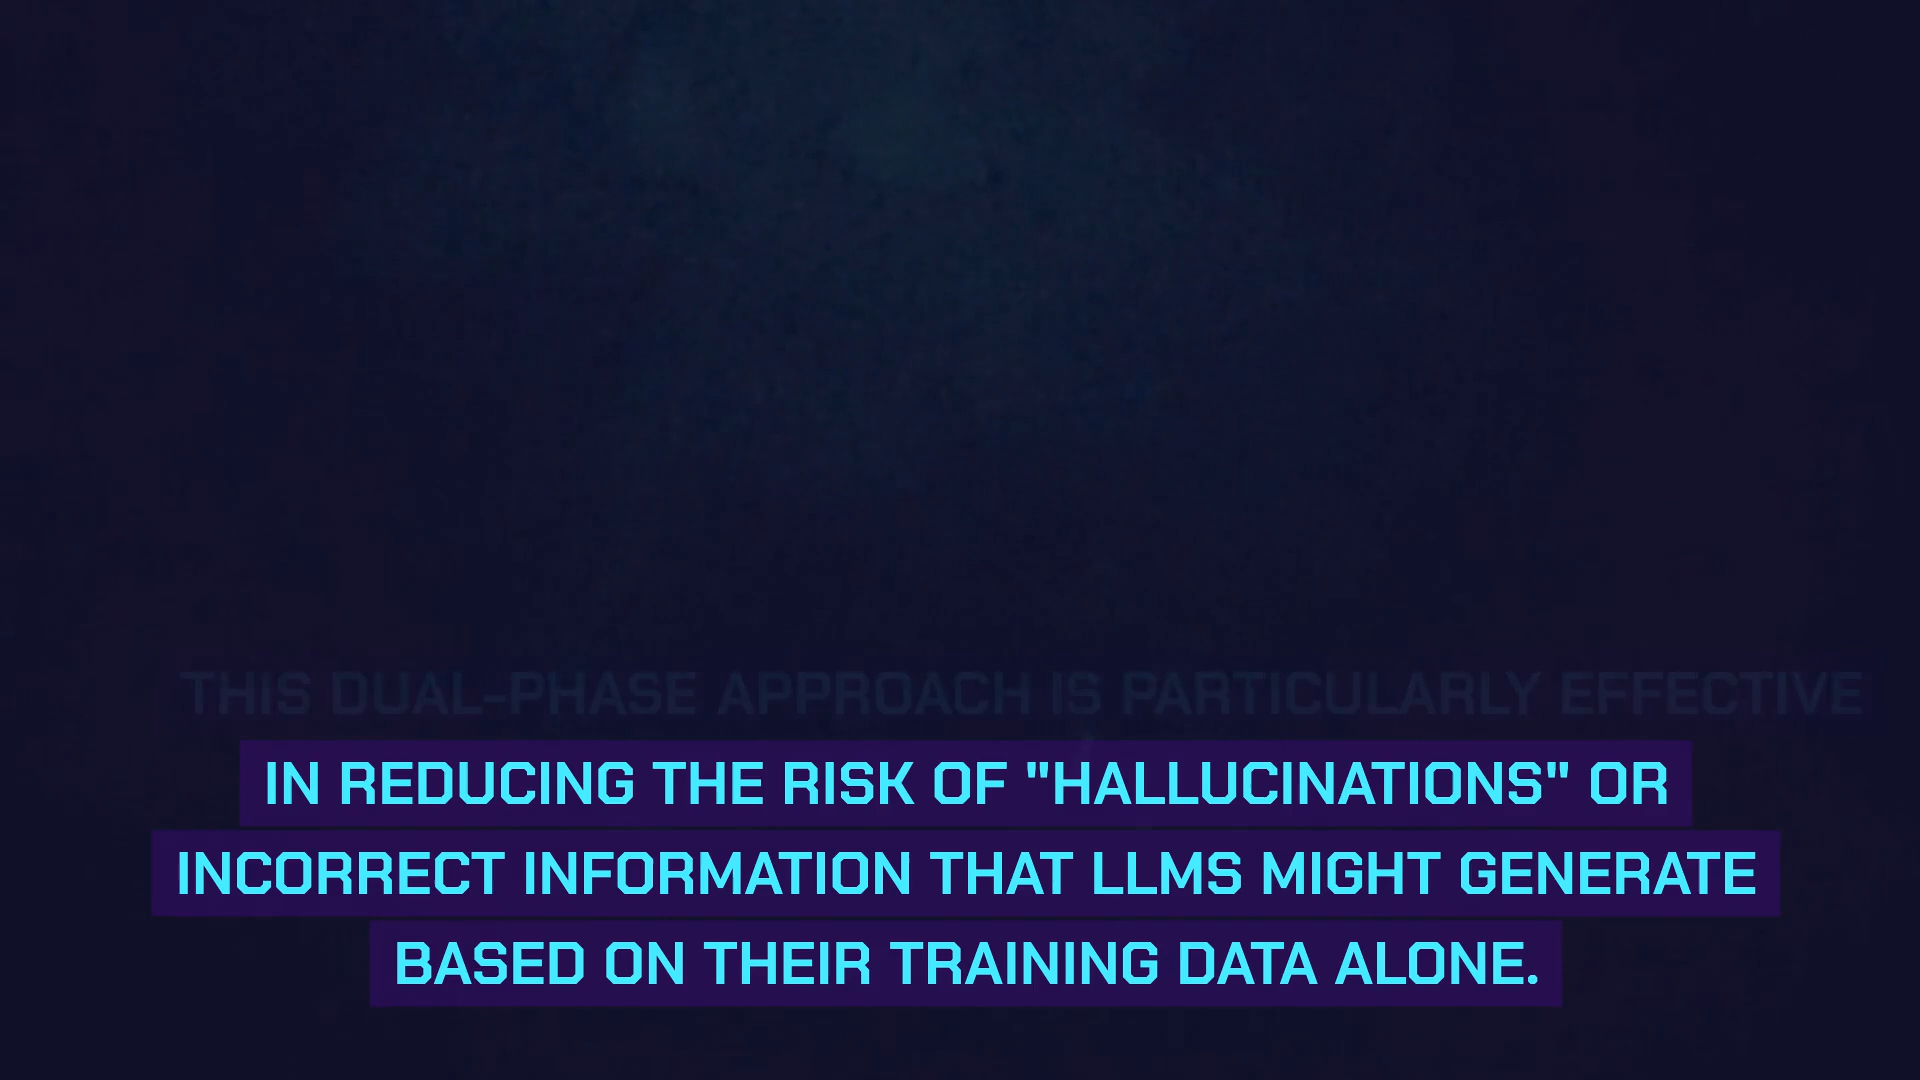 THIS DUAL-PHASE APPROACH IS PARTICULARLY EFFECTIVE
IN REDUCING THE RISK OF "HALLUCINATIONS" OR
INCORRECT INFORMATION THAT LLMS MIGHT GENERATE
BASED ON THEIR TRAINING DATA ALONE.